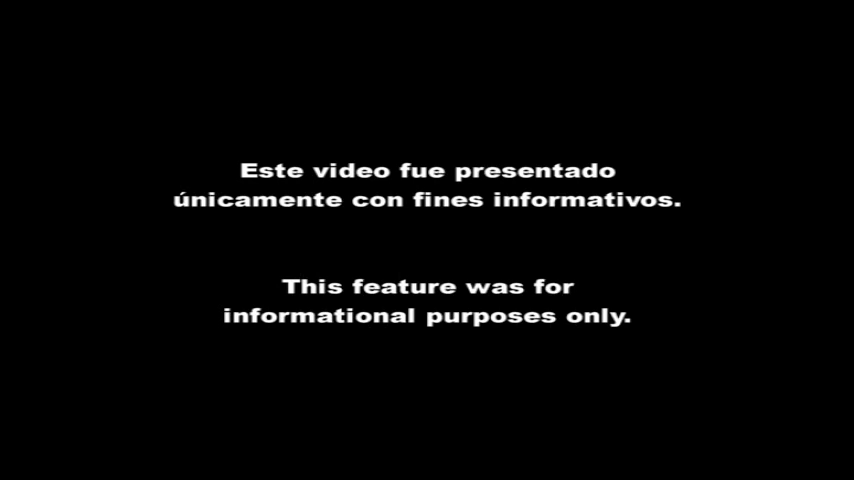 Este video fue presentado
únicamente con fines informativos.
This feature was for
informational purposes only.